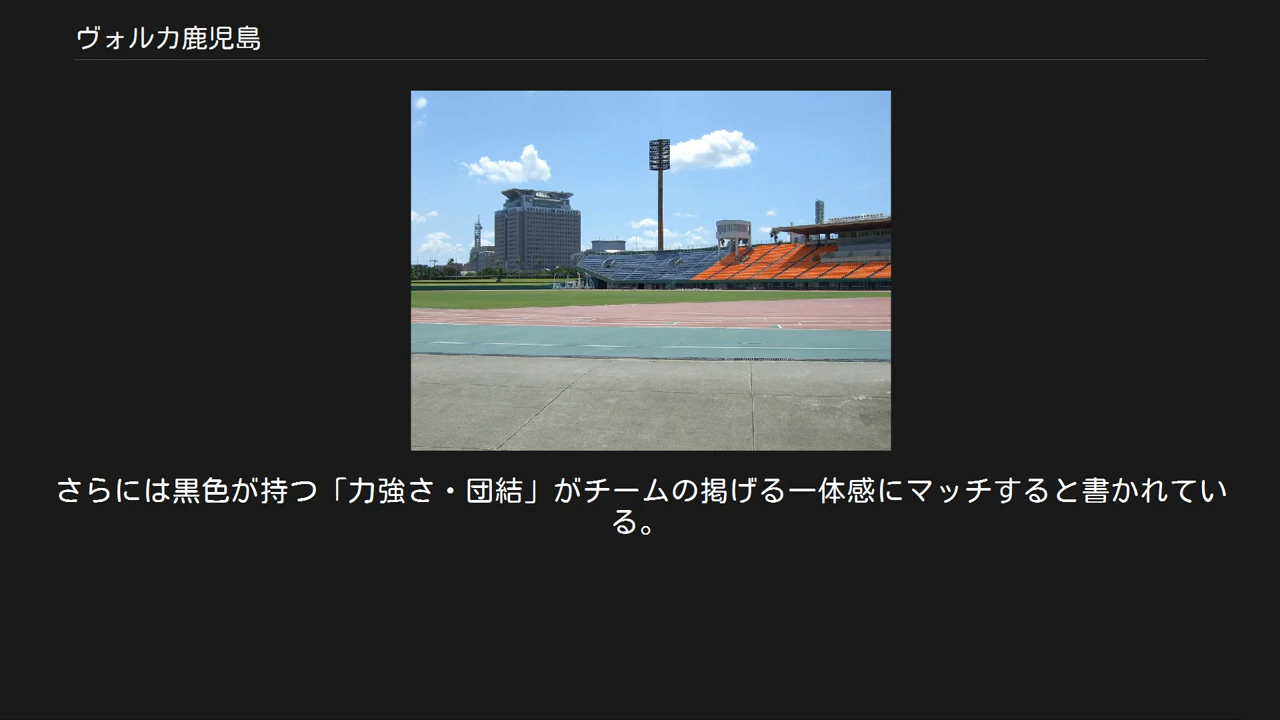 ヴォルカ鹿児島
さらには黒色が持つ「力強さ・団結」がチームの掲げる一体感にマッチすると書かれてい
る。